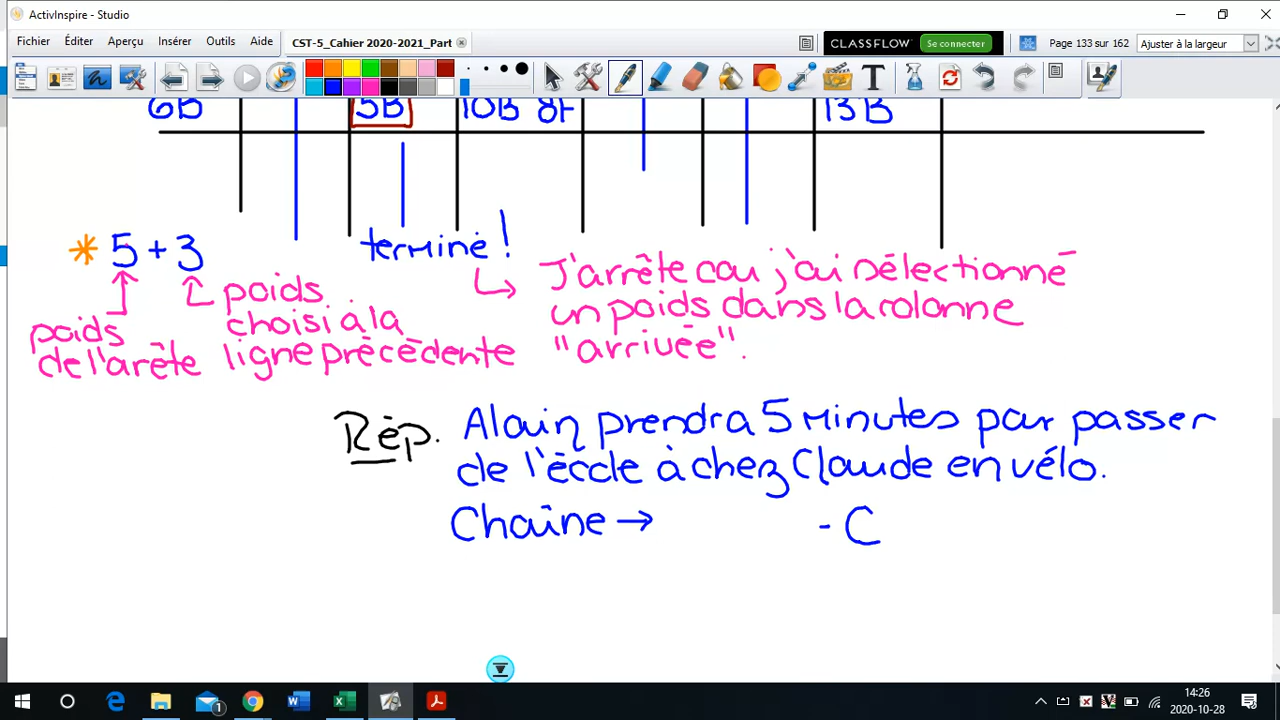 ActivInspire - Studio
Fichier Éditer Aperçu Insérer Outils Aide
CST-5_Cahier 2020-2021_Part
CLASSFLOW Se connecter
Page 133 sur 162
Ajuster à la largeur
6B 5B 10B 8F 13B
* 5 + 3
terminé !
poids de l'arête
poids choisi à la ligne précédente
J'arrête car j'ai sélectionné
un poids dans la colonne
"arrivée".
Rép. Alain prendra 5 minutes pour passer
de l'école à chez Claude en vélo.
Chaîne → - C
1
14:26
2020-10-28